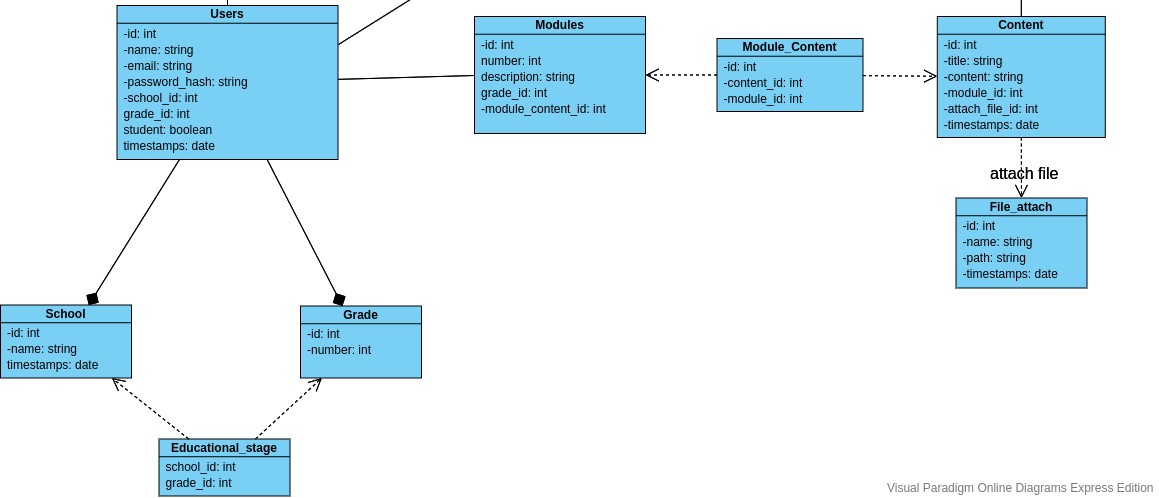 Users
-id: int
-name: string
-email: string
-password_hash: string
-school_id: int
grade_id: int
student: boolean
timestamps: date
Modules
-id: int
number: int
description: string
grade_id: int
-module_content_id: int
Module_Content
-id: int
-content_id: int
-module_id: int
Content
-id: int
-title: string
-content: string
-module_id: int
-attach_file_id: int
-timestamps: date
attach file
File_attach
-id: int
-name: string
-path: string
-timestamps: date
School
-id: int
-name: string
timestamps: date
Grade
-id: int
-number: int
Educational_stage
school_id: int
grade_id: int
Visual Paradigm Online Diagrams Express Edition